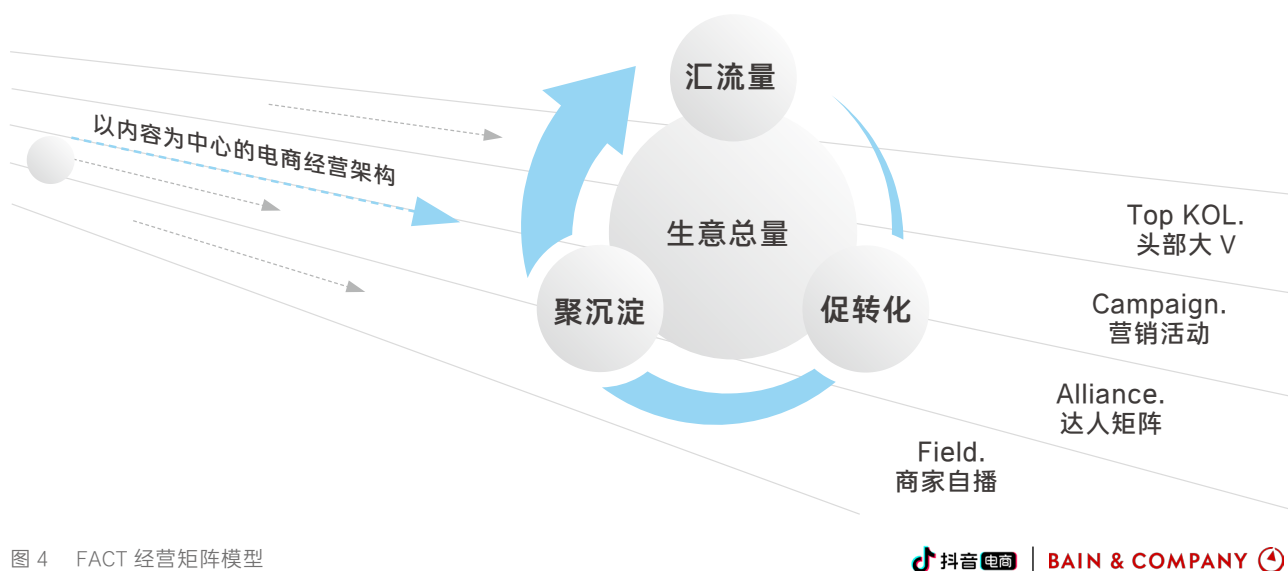 汇流量
以内容为中心的电商经营架构
生意总量
聚沉淀
促转化
Top KOL.
头部大 V
Campaign.
营销活动
Alliance.
达人矩阵
Field.
商家自播
图 4 FACT 经营矩阵模型
抖音电商
BAIN & COMPANY